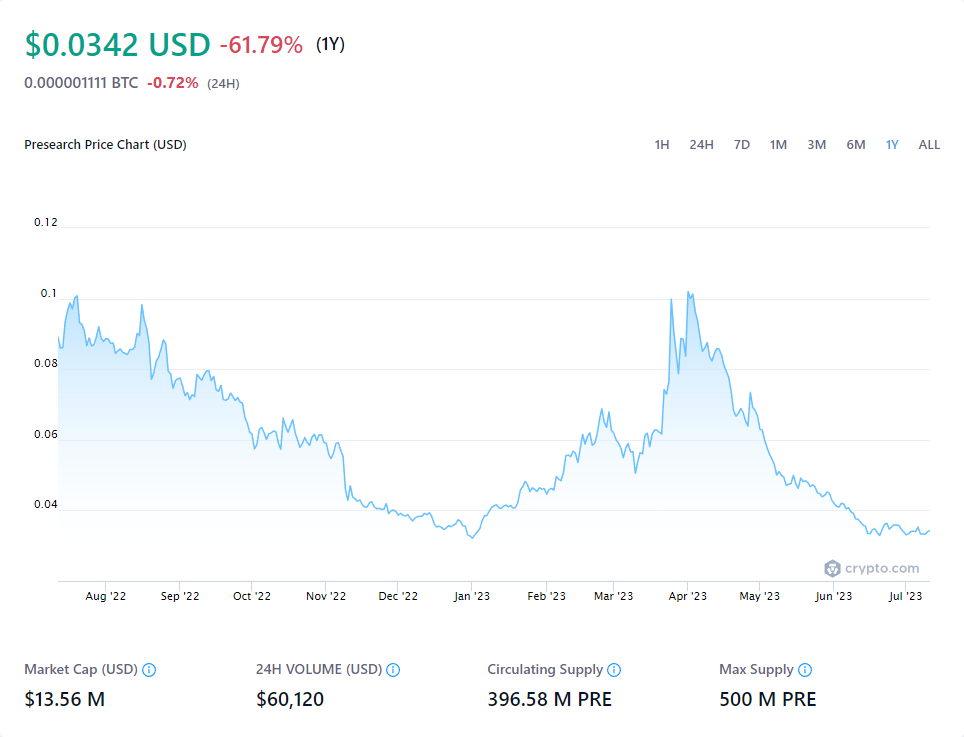 $0.0342 USD -61.79% (1Y)
0.000001111 BTC -0.72% (24H)
Presearch Price Chart (USD) 1H 24H 7D 1M 3M 6M 1Y ALL
0.12
0.1
0.08
0.06
0.04
crypto.com
Aug '22 Sep '22 Oct '22 Nov '22 Dec '22 Jan '23 Feb '23 Mar '23 Apr '23 May '23 Jun '23 Jul '23
Market Cap (USD) 24H VOLUME (USD) Circulating Supply Max Supply
$13.56 M $60,120 396.58 M PRE 500 M PRE